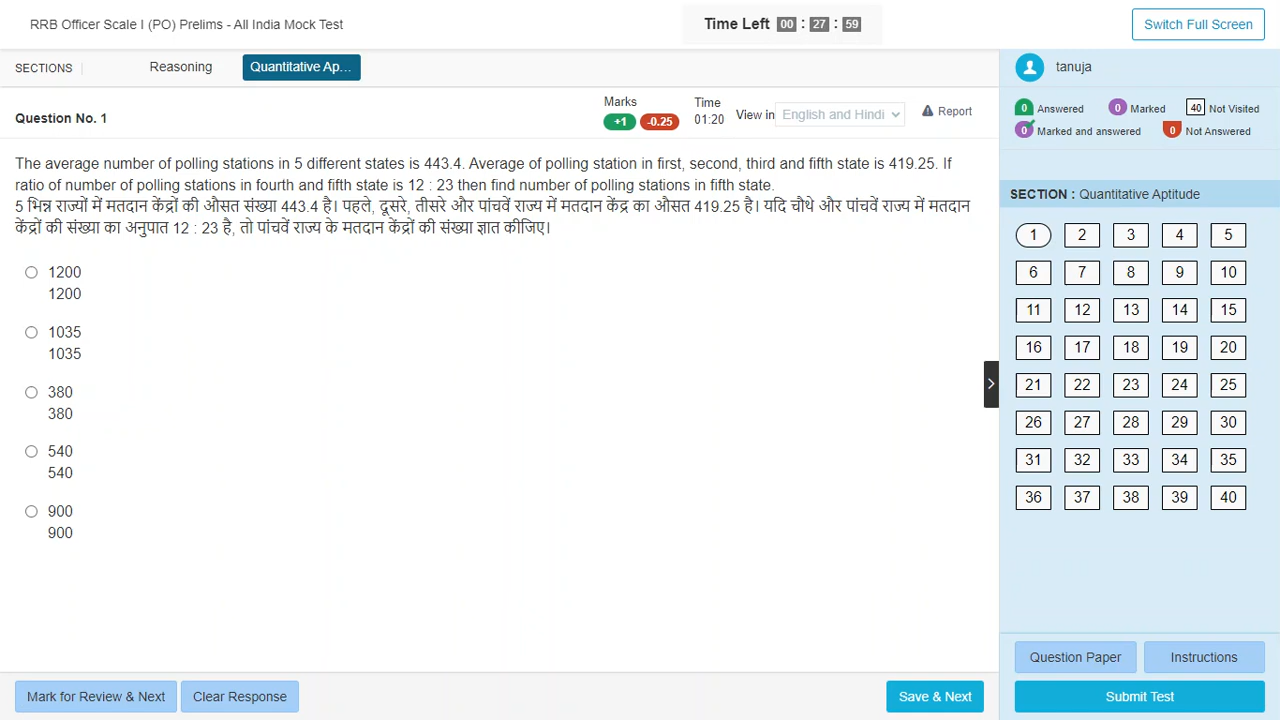 RRB Officer Scale I (PO) Prelims - All India Mock Test
Time Left 00 : 27 : 59
Switch Full Screen
SECTIONS
Reasoning
Quantitative Ap...
tanuja
Question No. 1
Marks
+1 -0.25
Time
01:20
View in English and Hindi
Report
0 Answered
0 Marked
40 Not Visited
0 Marked and answered
0 Not Answered
The average number of polling stations in 5 different states is 443.4. Average of polling station in first, second, third and fifth state is 419.25. If
ratio of number of polling stations in fourth and fifth state is 12 : 23 then find number of polling stations in fifth state.
5 भिन्न राज्यों में मतदान केंद्रों की औसत संख्या 443.4 है। पहले, दूसरे, तीसरे और पांचवें राज्य में मतदान केंद्र का औसत 419.25 है। यदि चौथे और पांचवें राज्य में मतदान
केंद्रों की संख्या का अनुपात 12 : 23 है, तो पांचवें राज्य के मतदान केंद्रों की संख्या ज्ञात कीजिए।
1200
1200
1035
1035
380
380
540
540
900
900
SECTION : Quantitative Aptitude
1 2 3 4 5
6 7 8 9 10
11 12 13 14 15
16 17 18 19 20
21 22 23 24 25
26 27 28 29 30
31 32 33 34 35
36 37 38 39 40
Question Paper
Instructions
Mark for Review & Next
Clear Response
Save & Next
Submit Test